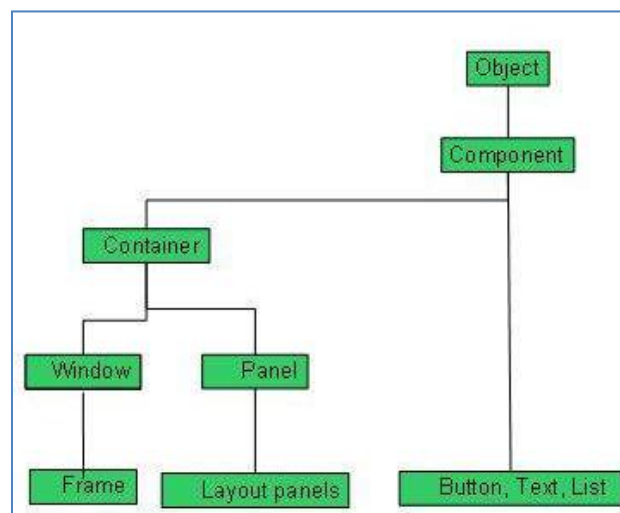 Object
Component
Container
Window
Panel
Frame
Layout panels
Button, Text, List